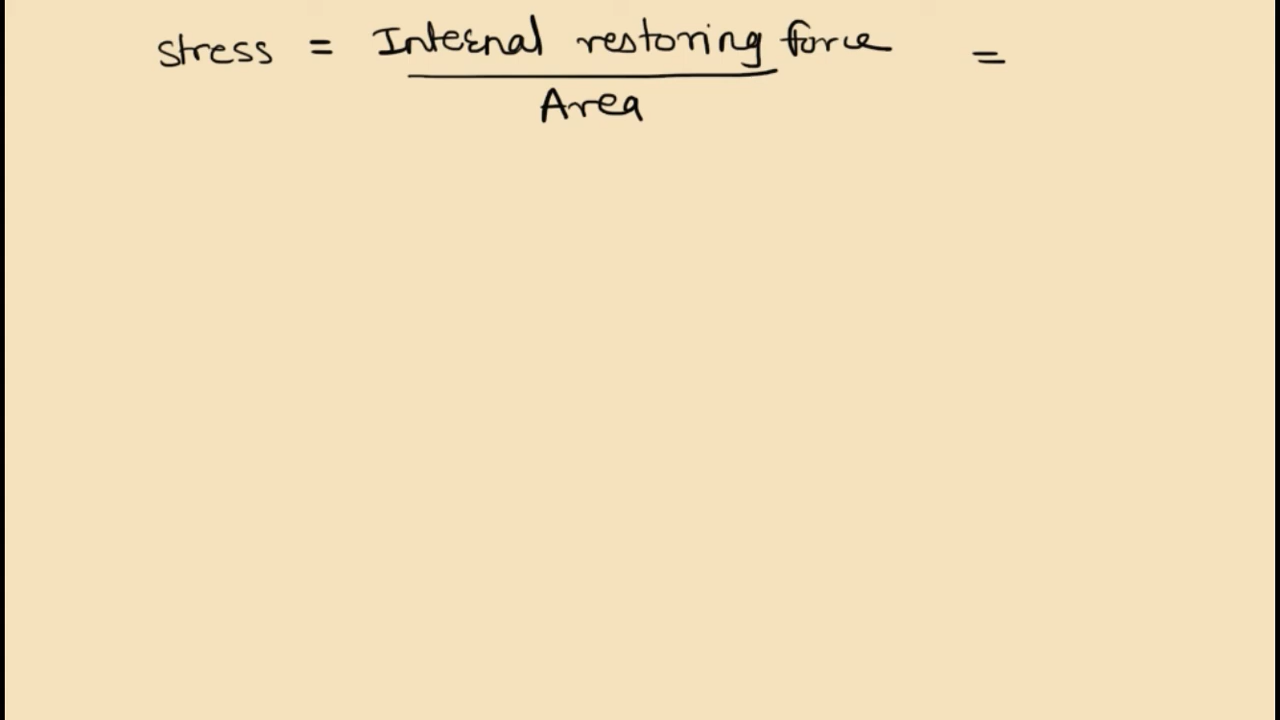 stress = Internal restoring force =
Area